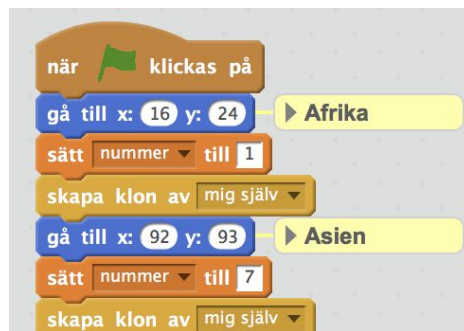 när klickas på
gå till x: 16 y: 24 Afrika
sätt nummer till 1
skapa klon av mig själv
gå till x: 92 y: 93 Asien
sätt nummer till 7
skapa klon av mig själv